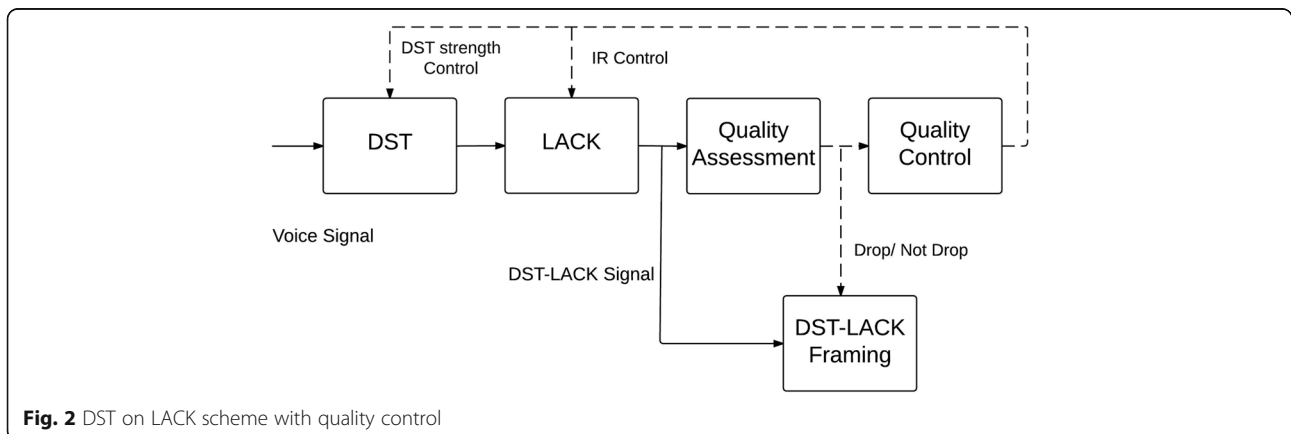 DST strength
Control
IR Control
DST
LACK
Quality
Assessment
Quality
Control
Voice Signal
Drop/ Not Drop
DST-LACK Signal
DST-LACK
Framing
Fig. 2 DST on LACK scheme with quality control